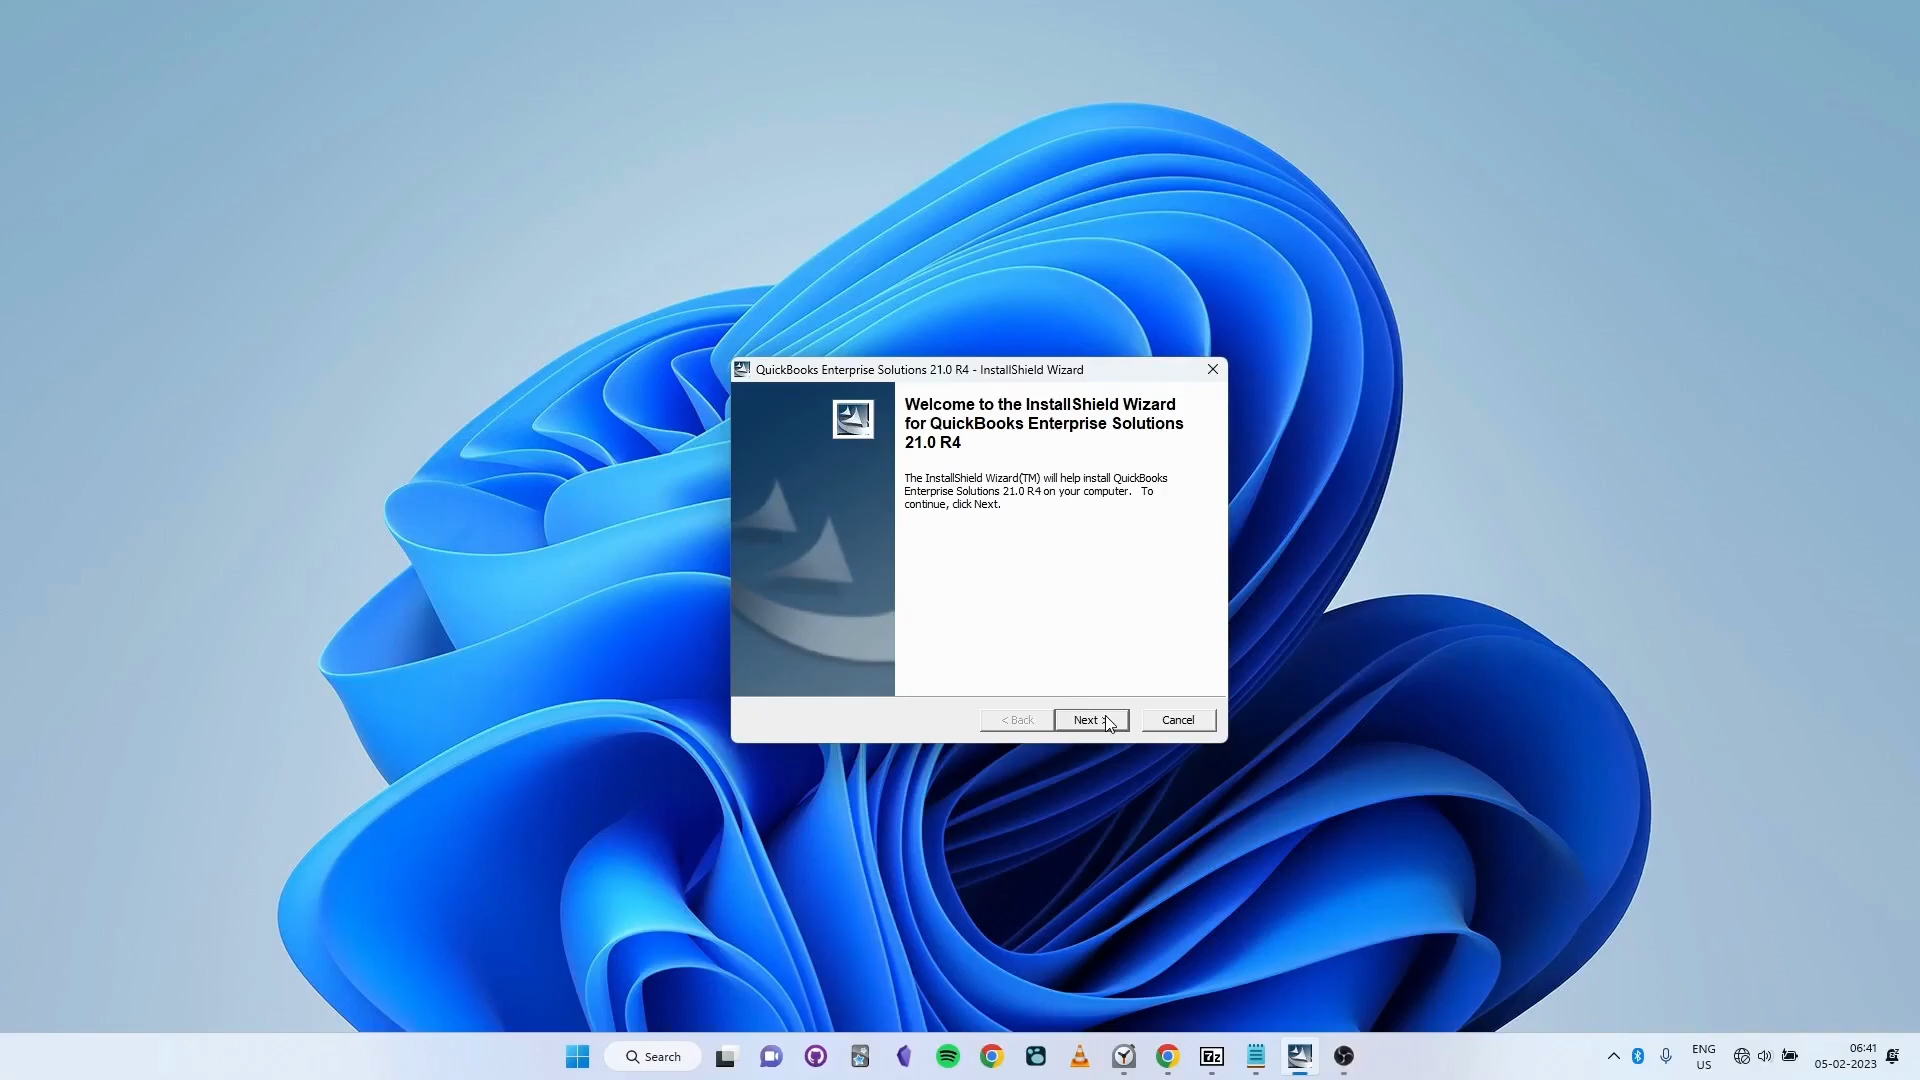 QuickBooks Enterprise Solutions 21.0 R4 - InstallShield Wizard
Welcome to the InstallShield Wizard
for QuickBooks Enterprise Solutions
21.0 R4
The InstallShield Wizard(TM) will help install QuickBooks
Enterprise Solutions 21.0 R4 on your computer. To
continue, click Next.
< Back
Next >
Cancel
Search
7z
ENG
US
06:41
05-02-2023